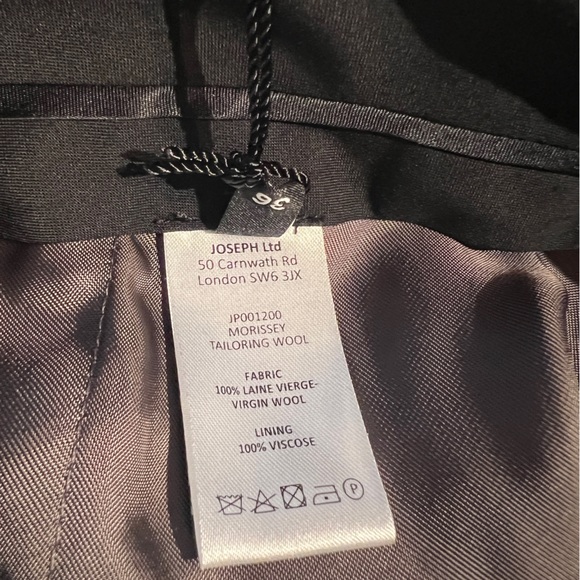 36
JOSEPH Ltd
50 Carnwath Rd
London SW6 3JX
JP001200
MORISSEY
TAILORING WOOL
FABRIC
100% LAINE VIERGE-
VIRGIN WOOL
LINING
100% VISCOSE
P